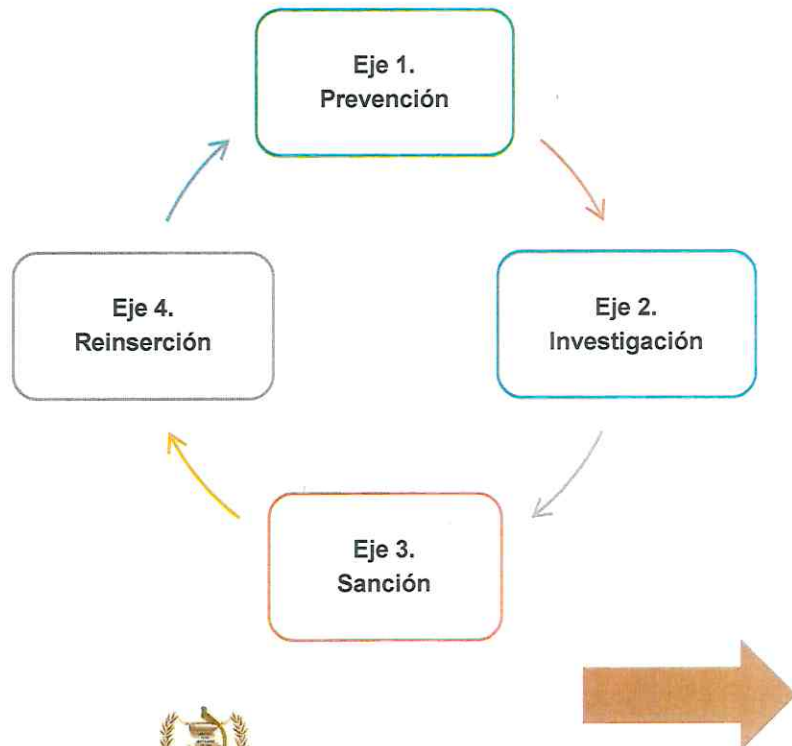 Eje 1.
Prevención
Eje 2.
Investigación
Eje 3.
Sanción
Eje 4.
Reinserción